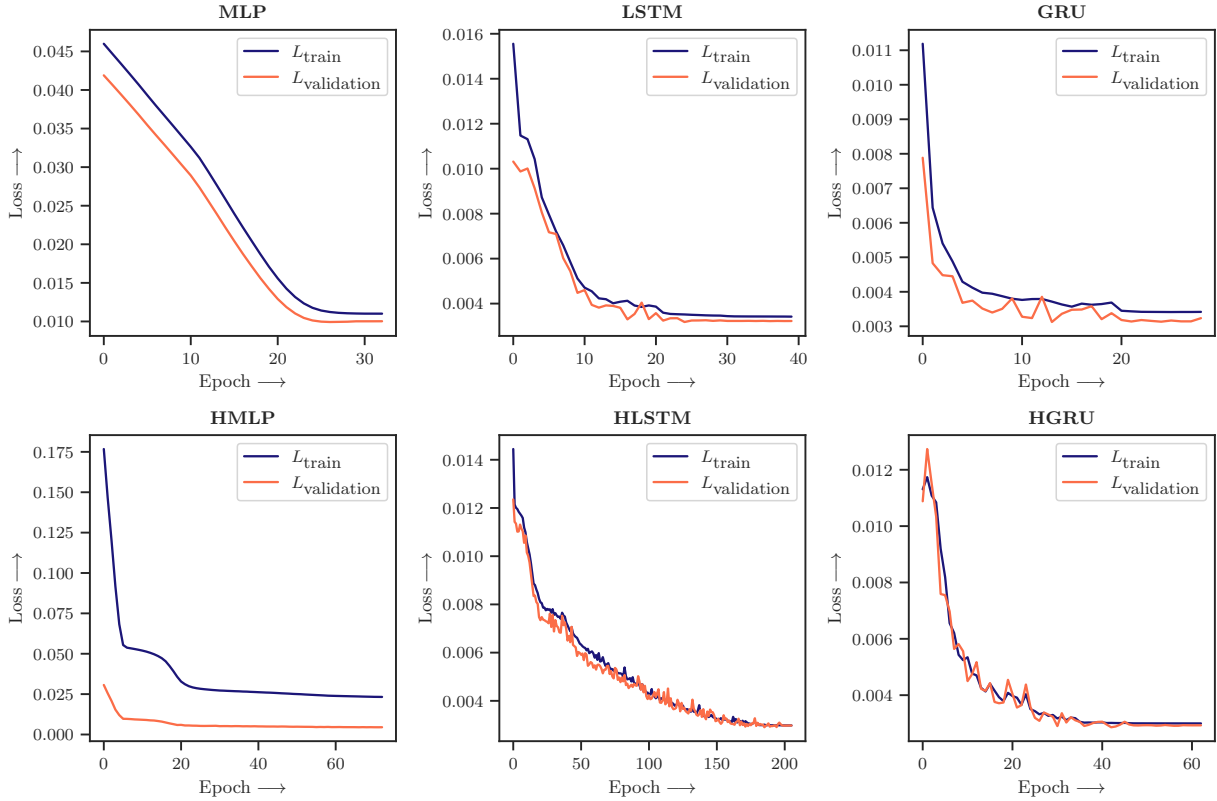 MLP
LSTM
GRU
0.045
0.040
0.035
0.030
0.025
0.020
0.015
0.010
Loss ⟶
L_train
L_validation
0 10 20 30
Epoch ⟶
0.016
0.014
0.012
0.010
0.008
0.006
0.004
Loss ⟶
L_train
L_validation
0 10 20 30 40
Epoch ⟶
0.011
0.010
0.009
0.008
0.007
0.006
0.005
0.004
0.003
Loss ⟶
L_train
L_validation
0 10 20
Epoch ⟶
HMLP
HLSTM
HGRU
0.175
0.150
0.125
0.100
0.075
0.050
0.025
0.000
Loss ⟶
L_train
L_validation
0 20 40 60
Epoch ⟶
0.014
0.012
0.010
0.008
0.006
0.004
Loss ⟶
L_train
L_validation
0 50 100 150 200
Epoch ⟶
0.012
0.010
0.008
0.006
0.004
Loss ⟶
L_train
L_validation
0 20 40 60
Epoch ⟶